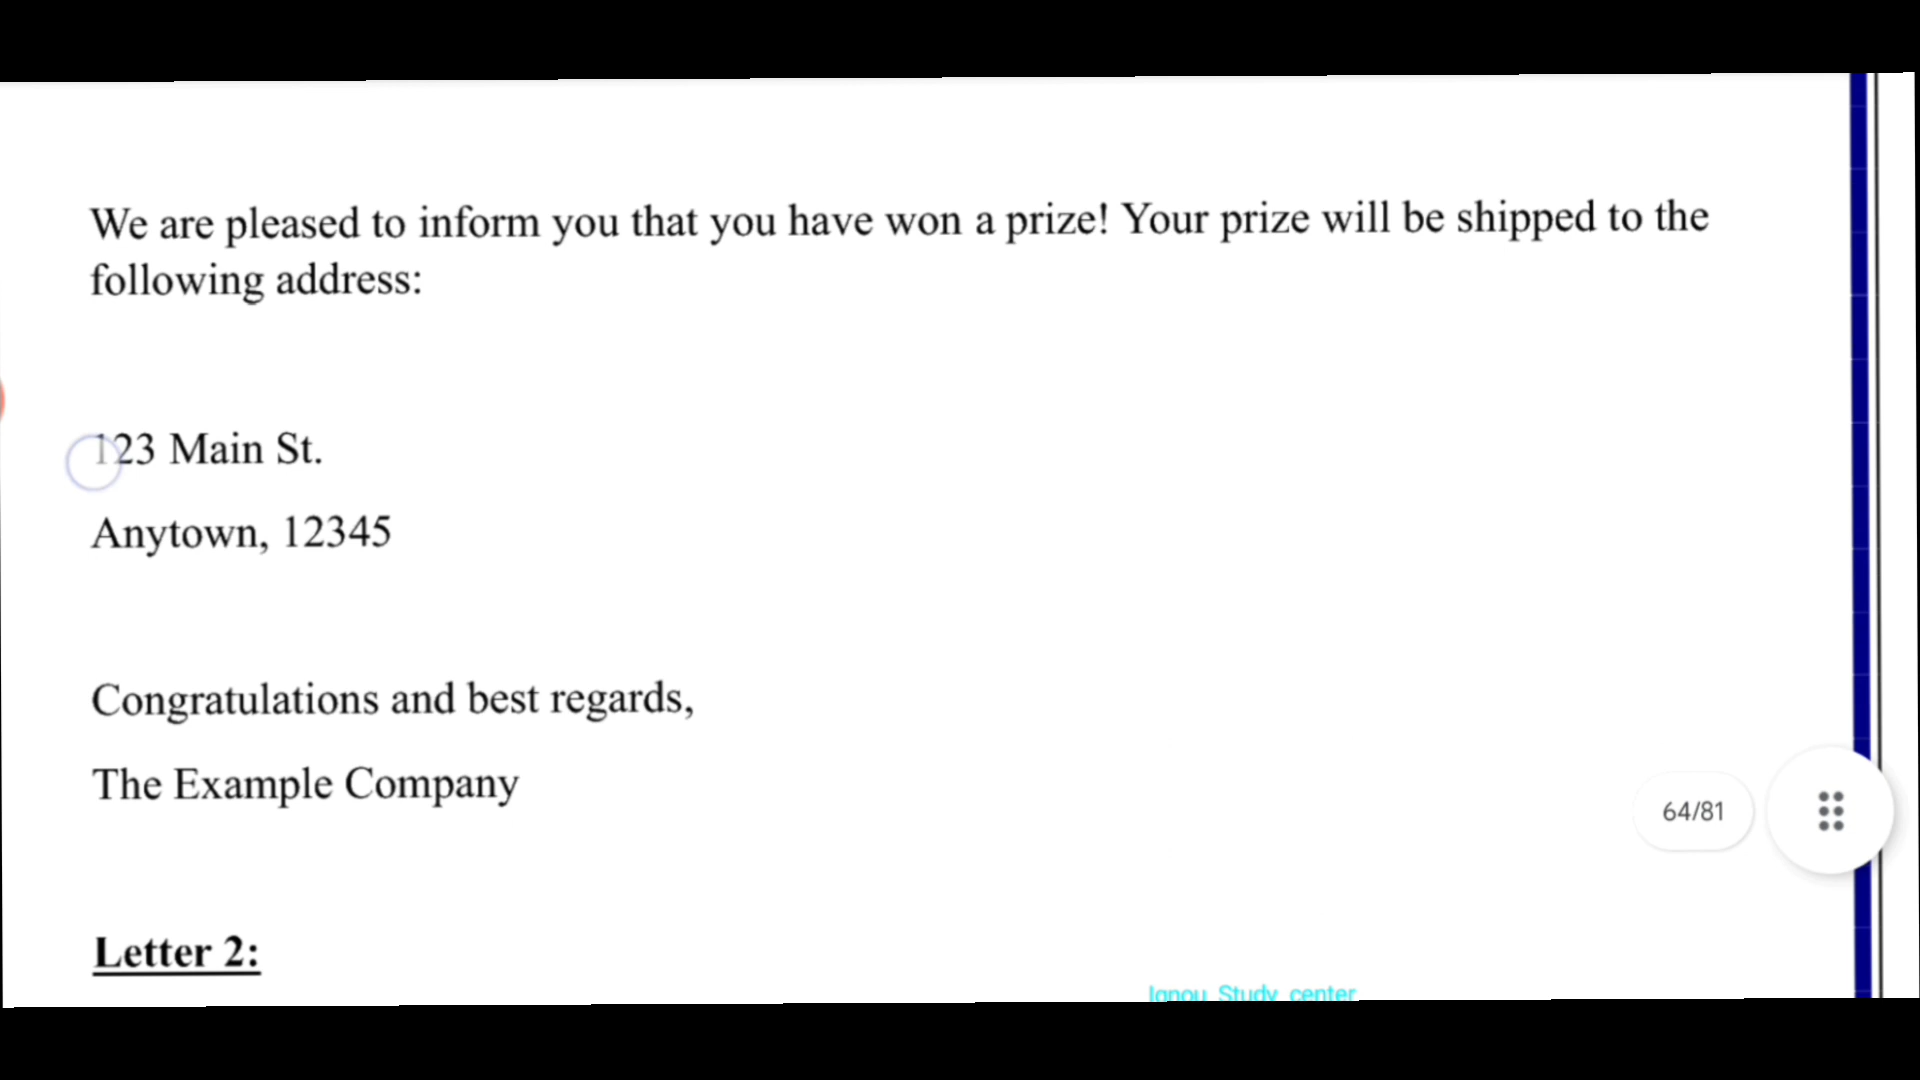 We are pleased to inform you that you have won a prize! Your prize will be shipped to the
following address:
123 Main St.
Anytown, 12345
Congratulations and best regards,
The Example Company
64/81
Letter 2:
Ignou Study center